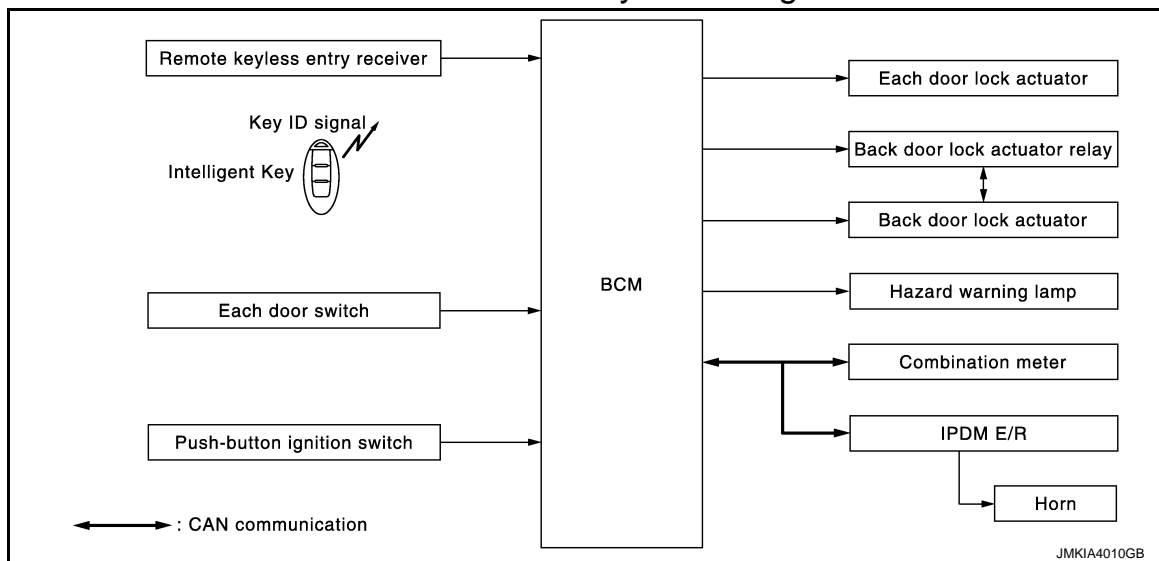 Remote keyless entry receiver
Key ID signal
Intelligent Key
Each door switch
Push-button ignition switch
: CAN communication
BCM
Each door lock actuator
Back door lock actuator relay
Back door lock actuator
Hazard warning lamp
Combination meter
IPDM E/R
Horn
JMKIA4010GB